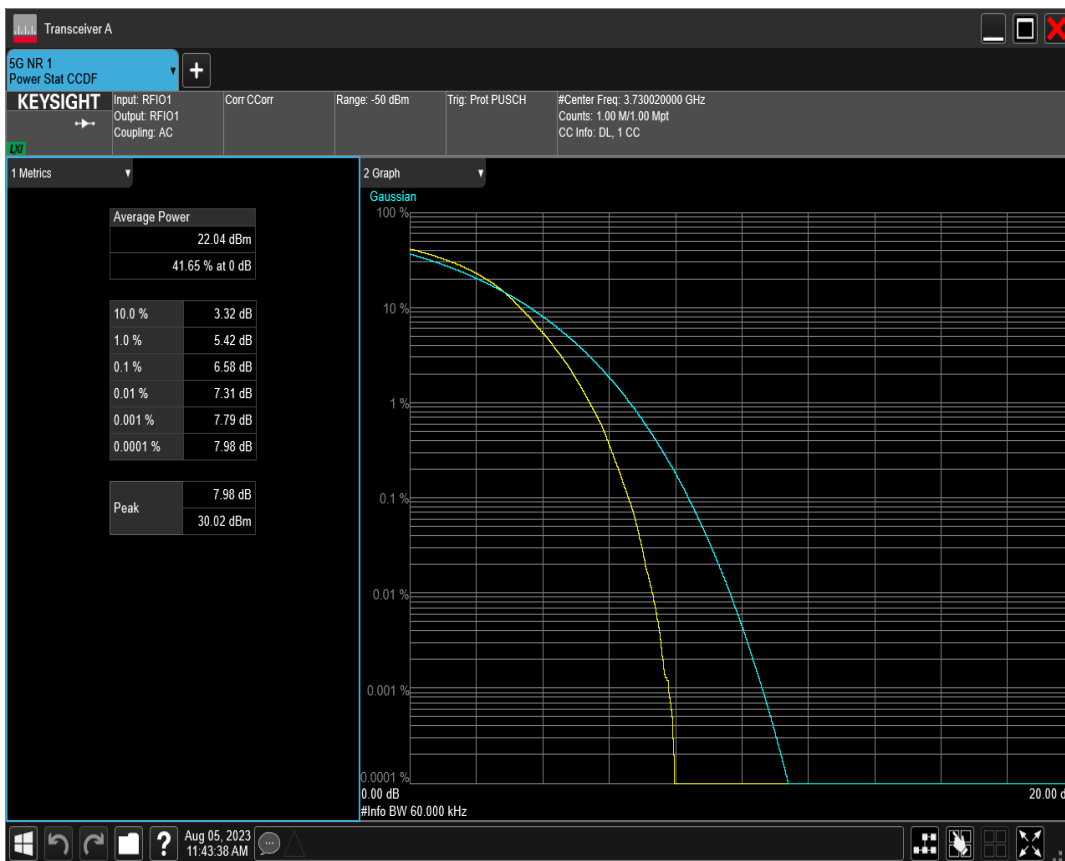 Transceiver A
5G NR 1
Power Stat CCDF
+
KEYSIGHT
LXI
Input: RFIO1
Output: RFIO1
Coupling: AC
Corr CCorr
Range: -50 dBm
Trig: Prot PUSCH
#Center Freq: 3.730020000 GHz
Counts: 1.00 M/1.00 Mpt
CC Info: DL, 1 CC
1 Metrics
Average Power
22.04 dBm
41.65 % at 0 dB
10.0 % 3.32 dB
1.0 % 5.42 dB
0.1 % 6.58 dB
0.01 % 7.31 dB
0.001 % 7.79 dB
0.0001 % 7.98 dB
Peak
7.98 dB
30.02 dBm
2 Graph
Gaussian
100 %
10 %
1 %
0.1 %
0.01 %
0.001 %
0.0001 %
0.00 dB
20.00 d
#Info BW 60.000 kHz
?
Aug 05, 2023
11:43:38 AM